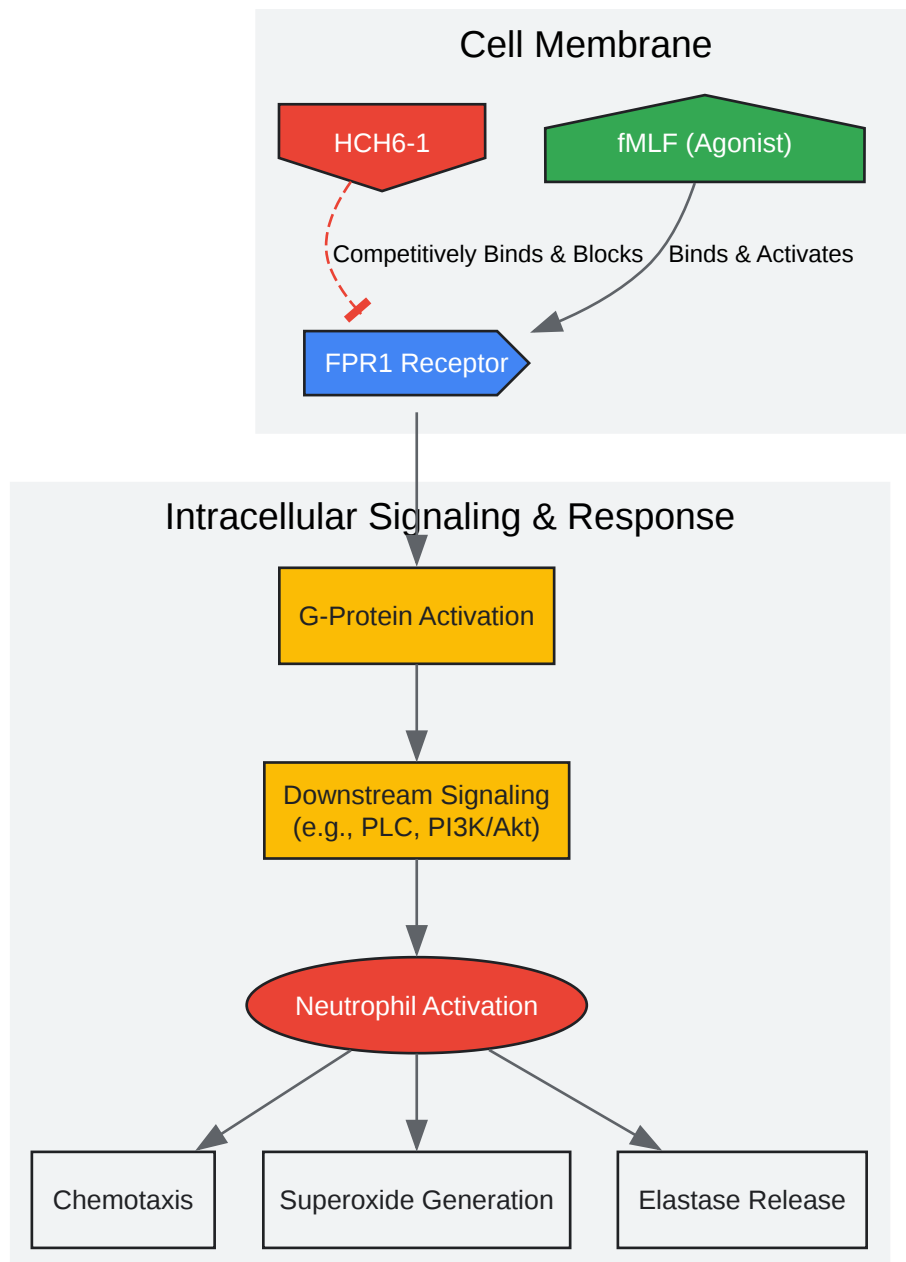 Cell Membrane
HCH6-1
fMLF (Agonist)
Competitively Binds & Blocks
Binds & Activates
FPR1 Receptor
Intracellular Signaling & Response
G-Protein Activation
Downstream Signaling
(e.g., PLC, PI3K/Akt)
Neutrophil Activation
Chemotaxis
Superoxide Generation
Elastase Release